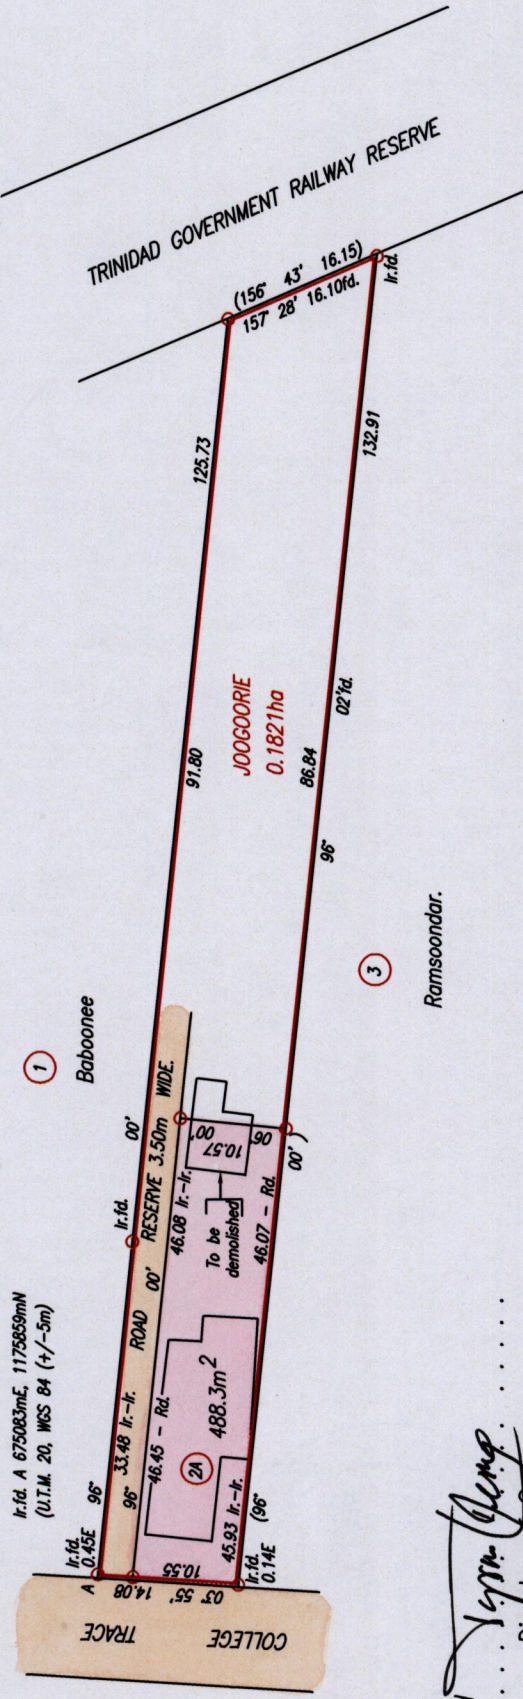 Ir.fd. A 675083mE, 1175859mN
(U.T.M. 20, WGS 84 (+/-5m)
1
Baboonee
TRINIDAD GOVERNMENT RAILWAY RESERVE
(156° 43' 16.15)
157° 28' 16.10fd.
Ir.fd.
A
Ir.fd.
0.45E
96°
Ir.fd.
00'
125.73
33.48 Ir.-Ir.
91.80
96°
ROAD
00'
RESERVE 3.50m WIDE.
COLLEGE TRACE
14.08
03° 55'
10.55
46.45 - Rd.
46.08 Ir.-Ir.
2A
488.3m²
To be
demolished
10.57
00'
06°
JOOGOORIE
0.1821ha
45.93 Ir.-Ir.
46.07 - Rd.
Ir.fd.
0.14E
(96°
00')
86.84
132.91
96°
02'fd.
3
Ramsoondar.